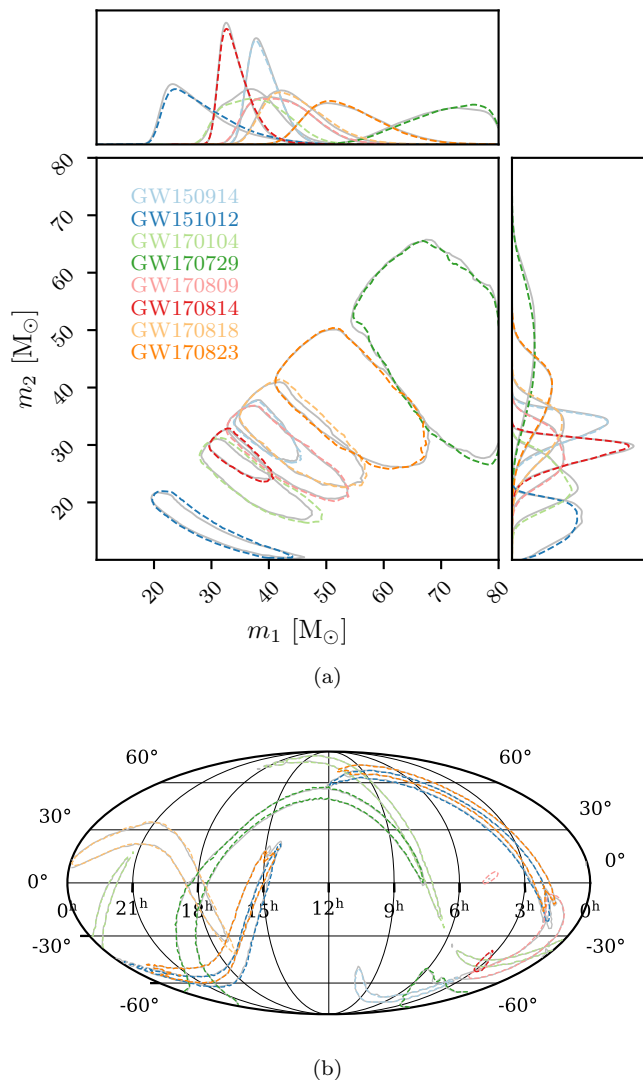 80
70
60
50
40
30
20
m₂ [M☉]
GW150914
GW151012
GW170104
GW170729
GW170809
GW170814
GW170818
GW170823
20 30 40 50 60 70 80
m₁ [M☉]
(a)
60° 60°
30° 30°
0° 0°
0ʰ 21ʰ 18ʰ 15ʰ 12ʰ 9ʰ 6ʰ 3ʰ 0ʰ
-30° -30°
-60° -60°
(b)